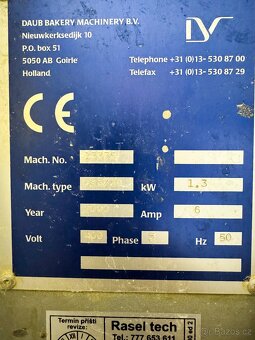 DAUB BAKERY MACHINERY B.V.
Nieuwkerksedijk 10
P.O. box 51
5050 AB Goirle
Holland
Telephone +31 (0)13- 530 87 00
Telefax +31 (0)13- 530 87 29
CE
Mach. No.
Mach. type kW 1.3
Year Amp 6
Volt Phase Hz 50
Termín příští
revize:
Rasel tech
Tel.: 777 653 611